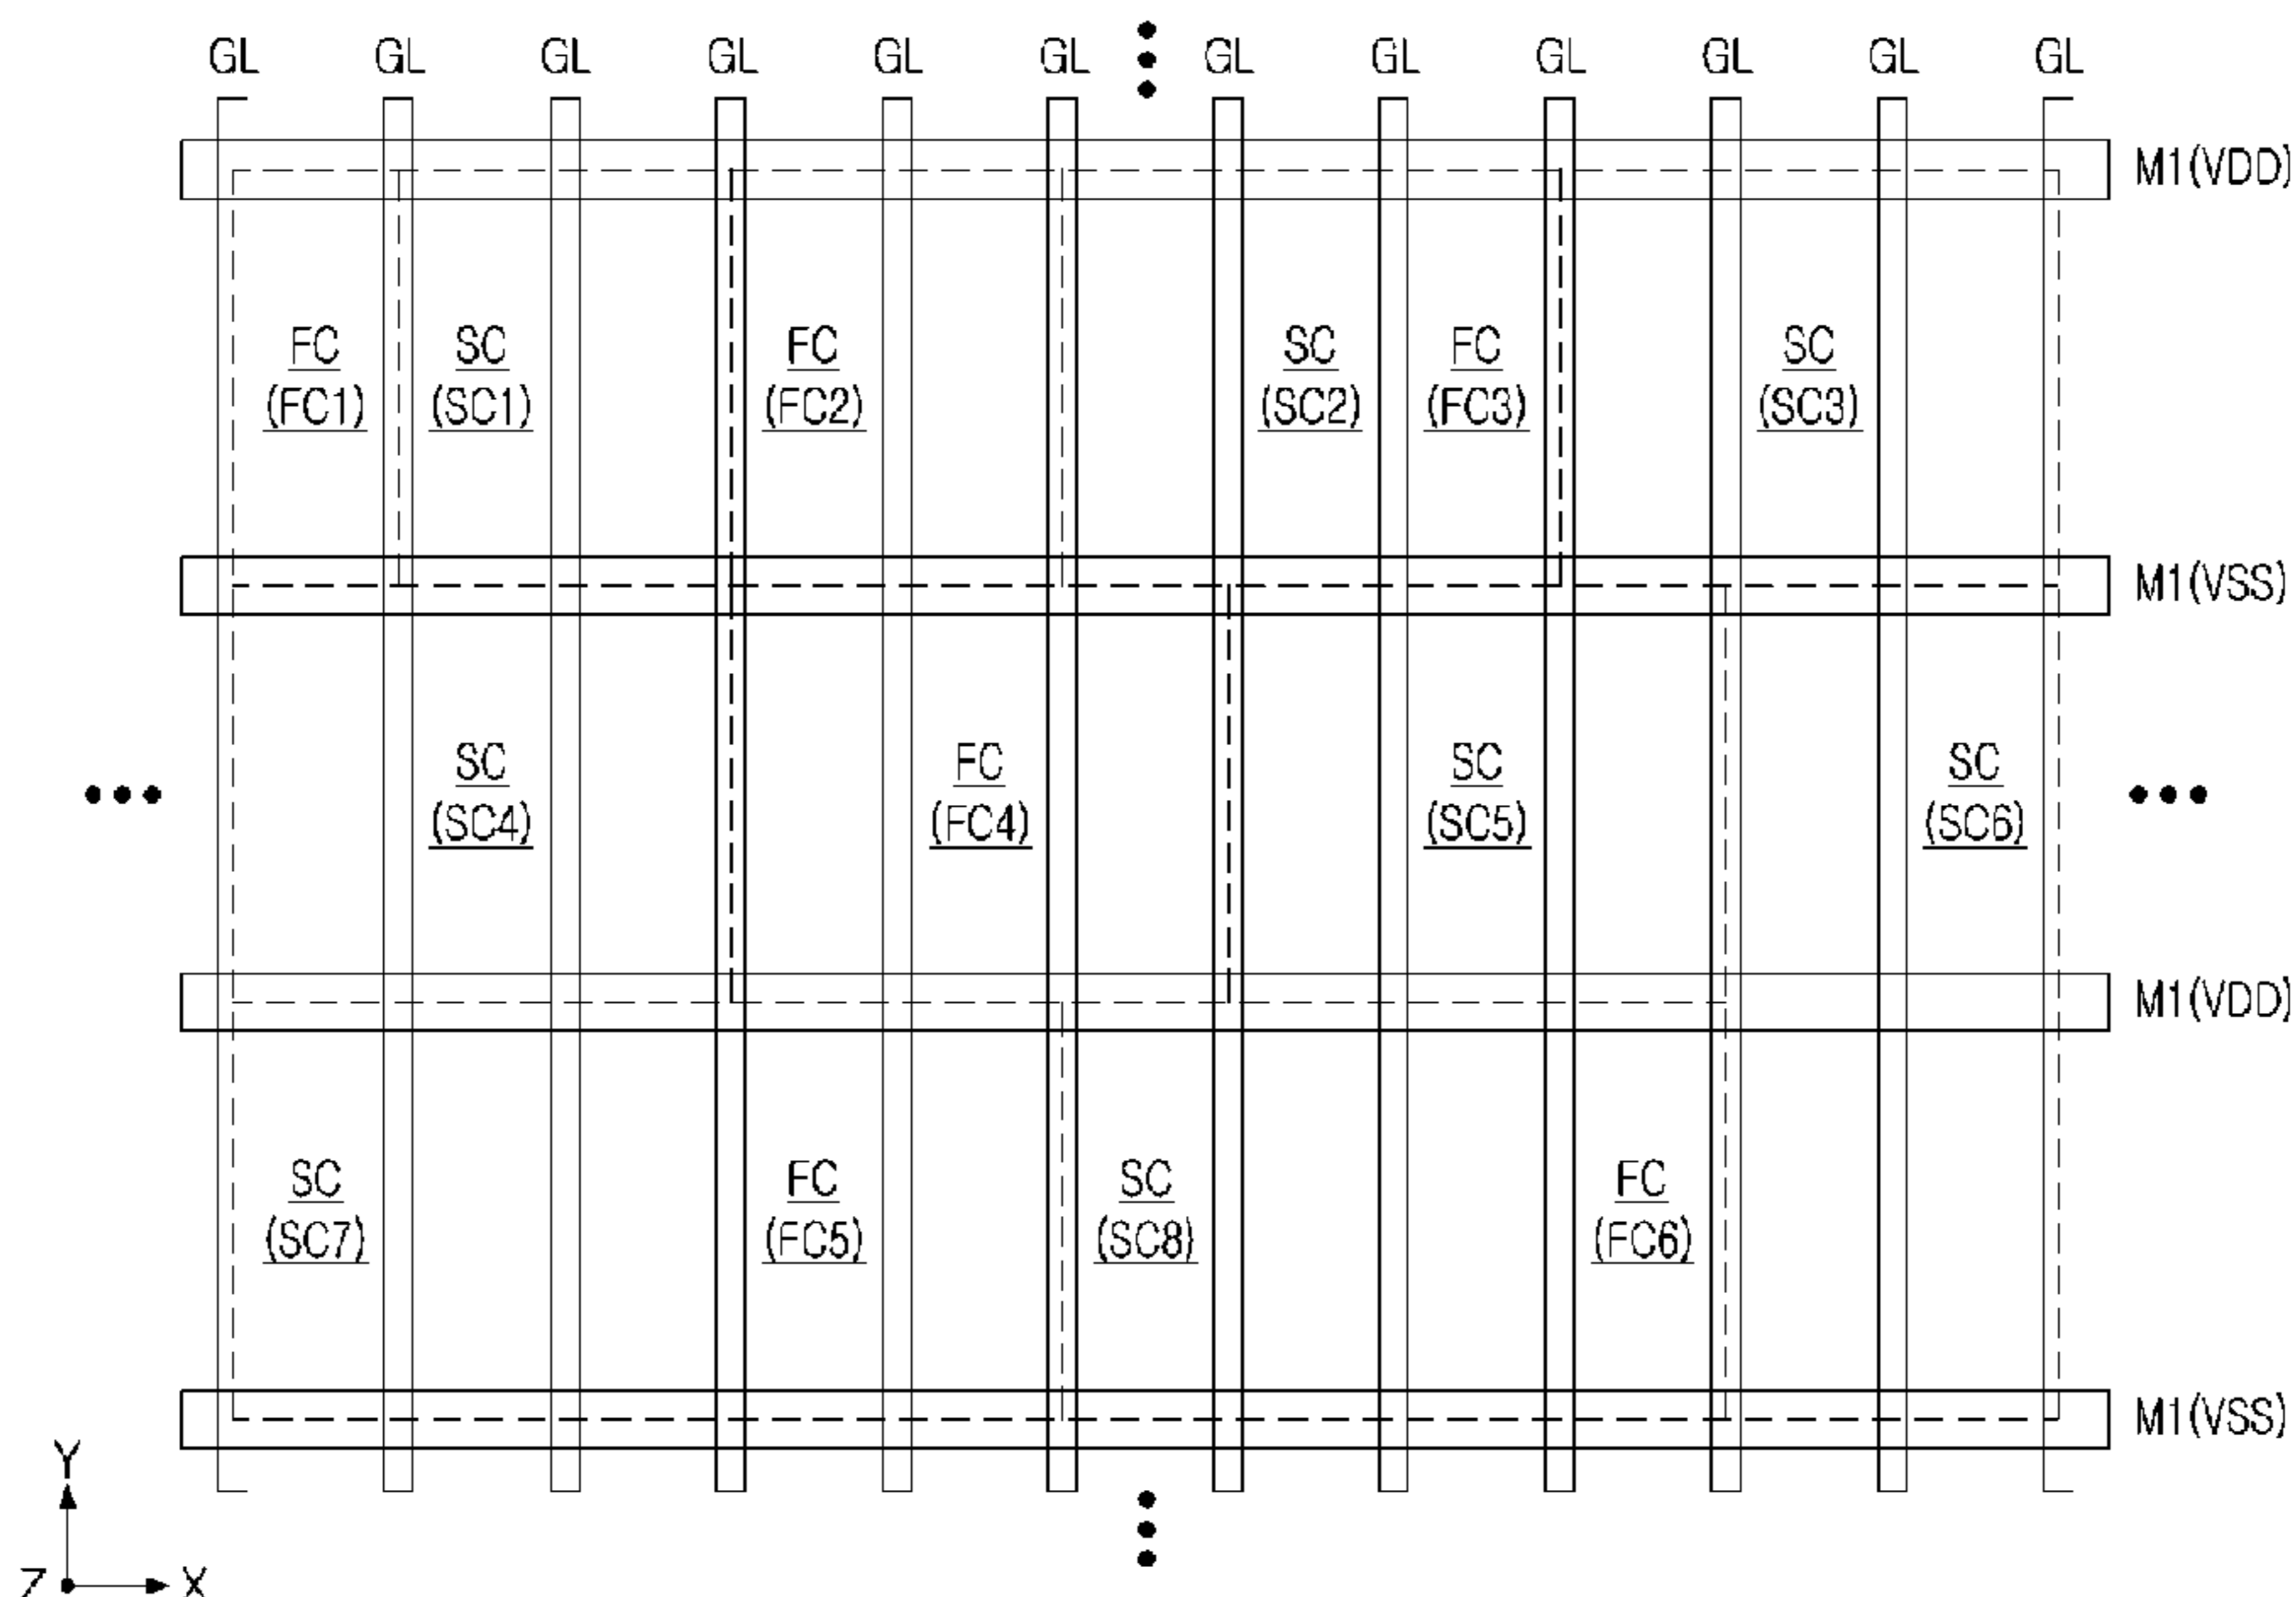 GL GL GL GL GL GL GL GL GL GL GL GL
M1(VDD)
FC SC FC SC FC SC
(FC1) (SC1) (FC2) (SC2) (FC3) (SC3)
M1(VSS)
SC FC SC SC
(SC4) (FC4) (SC5) (SC6)
M1(VDD)
SC FC SC FC
(SC7) (FC5) (SC8) (FC6)
M1(VSS)
Y
Z X